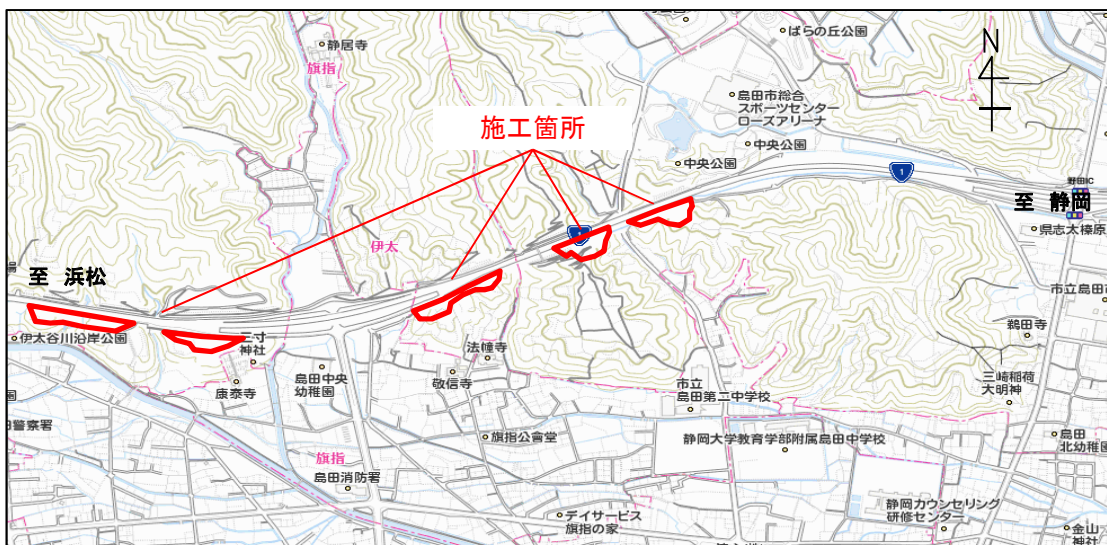 ばらの丘公園
静居寺
旗指
N
島田市総合
スポーツセンター
ローズアリーナ
施工箇所
中央公園
中央公園
1
野田IC
至 静岡
県志太榛原
伊太
1
至 浜松
市立島田市
伊太谷川沿岸公園
三寸
神社
鵜田寺
法幢寺
島田中央
幼稚園
敬信寺
康泰寺
市立
島田第二中学校
三崎稲荷
大明神
園
警察署
旗指公會堂
静岡大学教育学部附属島田中学校
島田
北幼稚園
旗指
島田消防署
静岡カウンセリング
研修センター
デイサービス
旗指の家
金山
神社